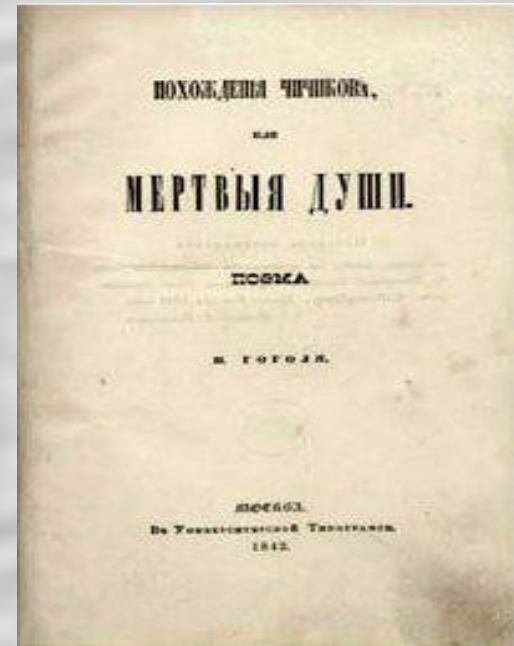 ПОХОЖДЕНІЯ ЧИЧИКОВА,
ИЛИ
МЕРТВЫЯ ДУШИ.
ПОЭМА
Н. ГОГОЛЯ.
МОСКВА.
Въ Университетской Типографіи.
1842.